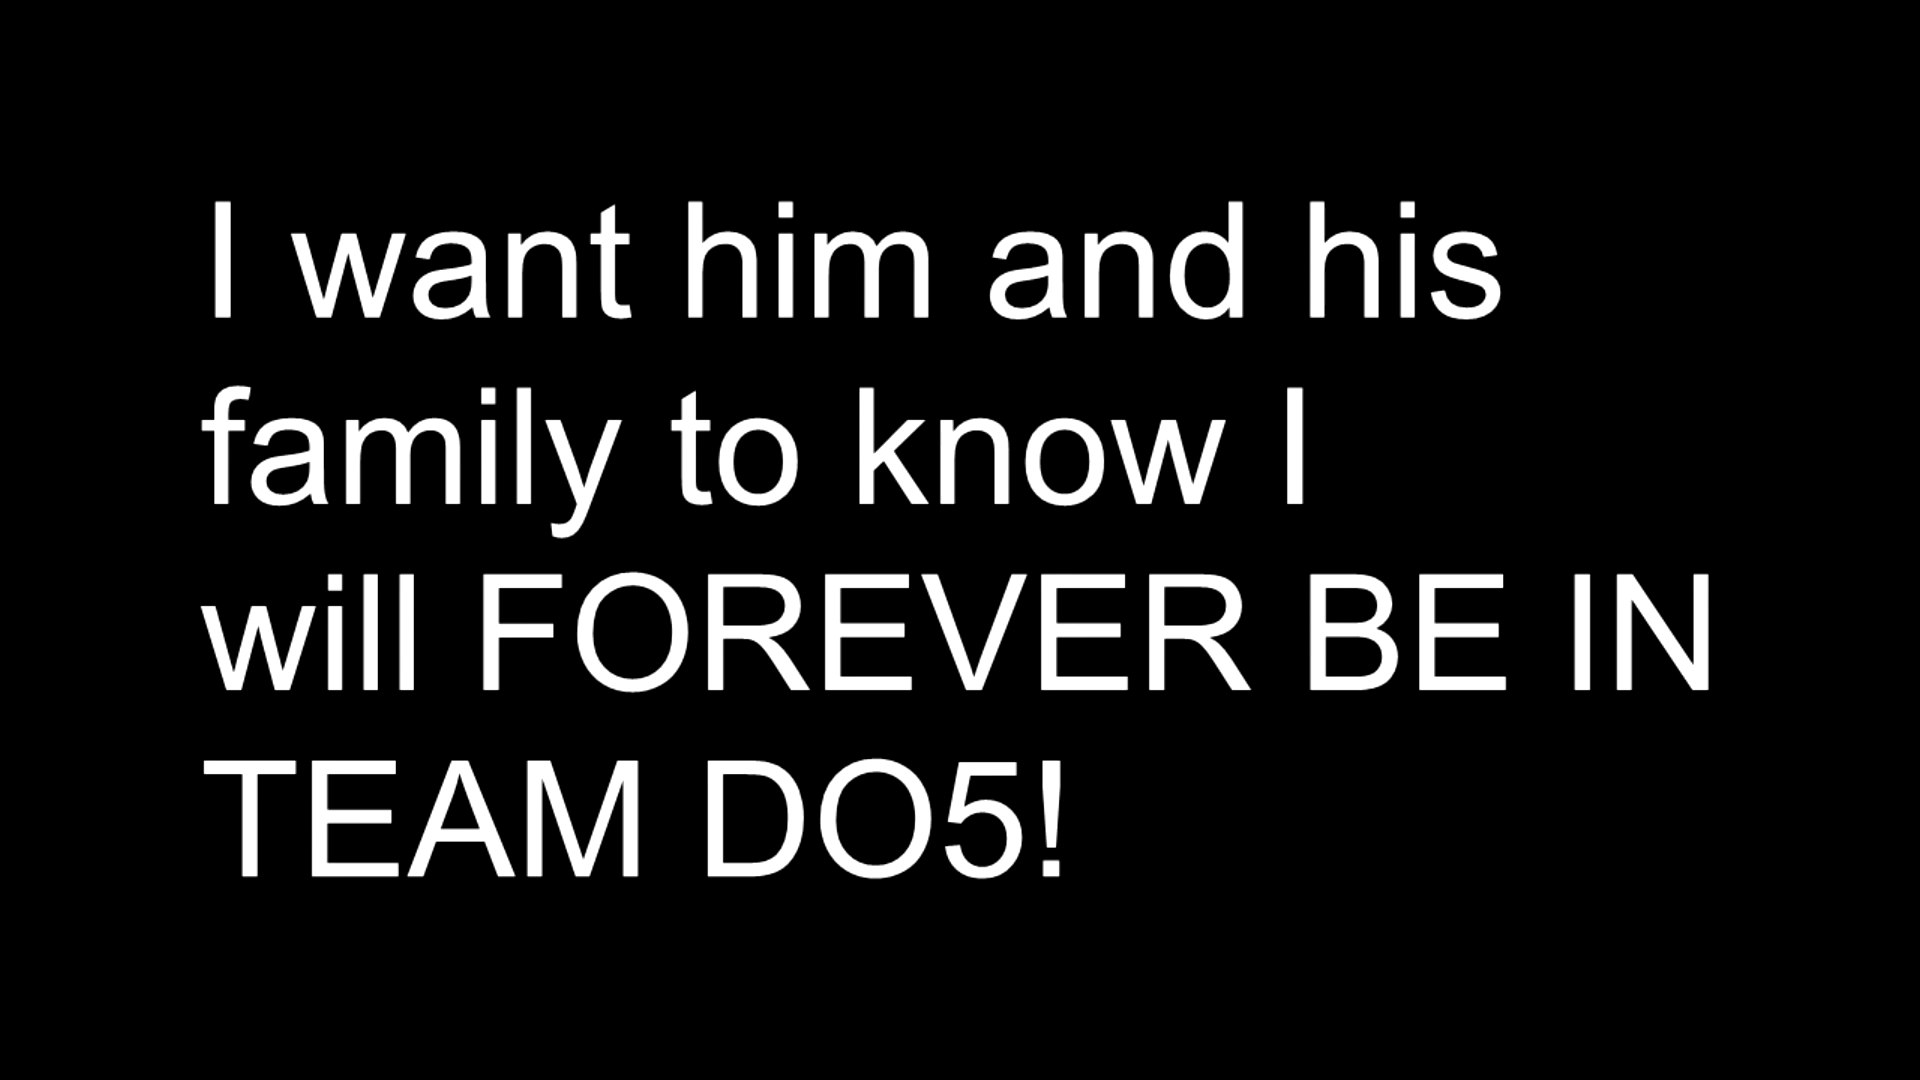 I want him and his
family to know I
will FOREVER BE IN
TEAM DO5!